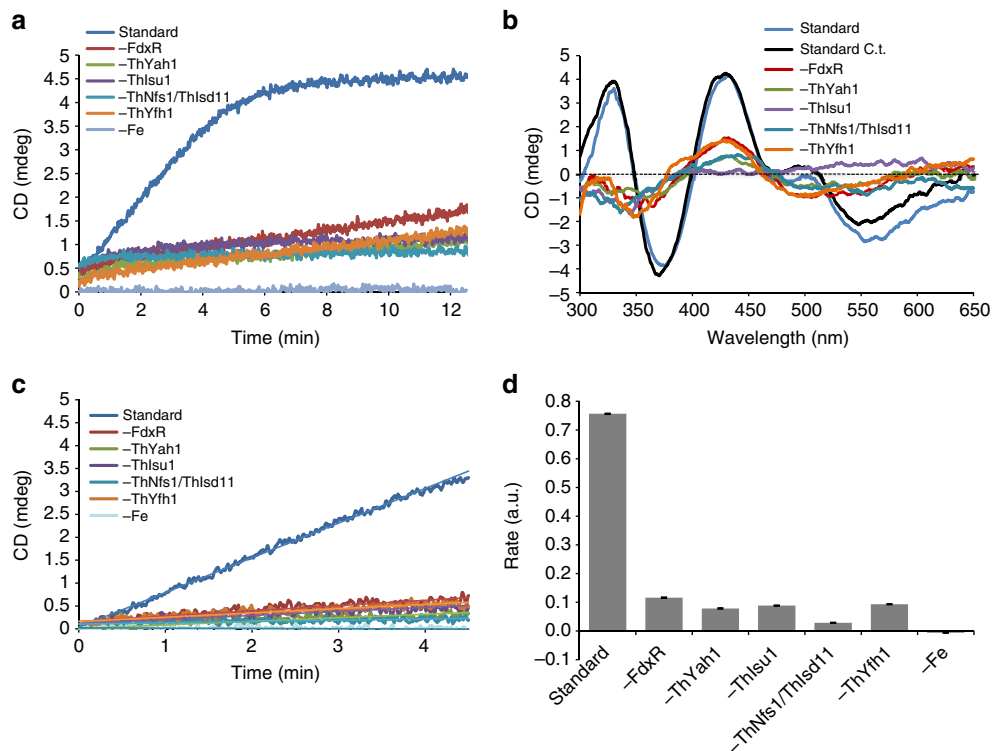 a
Standard
–FdxR
–ThYah1
–ThIsu1
–ThNfs1/ThIsd11
–ThYfh1
–Fe
5
4.5
4
3.5
3
2.5
2
1.5
1
0.5
0
CD (mdeg)
0 2 4 6 8 10 12
Time (min)
b
Standard
Standard C.t.
–FdxR
–ThYah1
–ThIsu1
–ThNfs1/ThIsd11
–ThYfh1
5
4
3
2
1
0
–1
–2
–3
–4
–5
CD (mdeg)
300 350 400 450 500 550 600 650
Wavelength (nm)
c
Standard
–FdxR
–ThYah1
–ThIsu1
–ThNfs1/ThIsd11
–ThYfh1
–Fe
5
4.5
4
3.5
3
2.5
2
1.5
1
0.5
0
CD (mdeg)
0 1 2 3 4
Time (min)
d
0.8
0.7
0.6
0.5
0.4
0.3
0.2
0.1
0.0
–0.1
Rate (a.u.)
Standard
–FdxR
–ThYah1
–ThIsu1
–ThNfs1/ThIsd11
–ThYfh1
–Fe